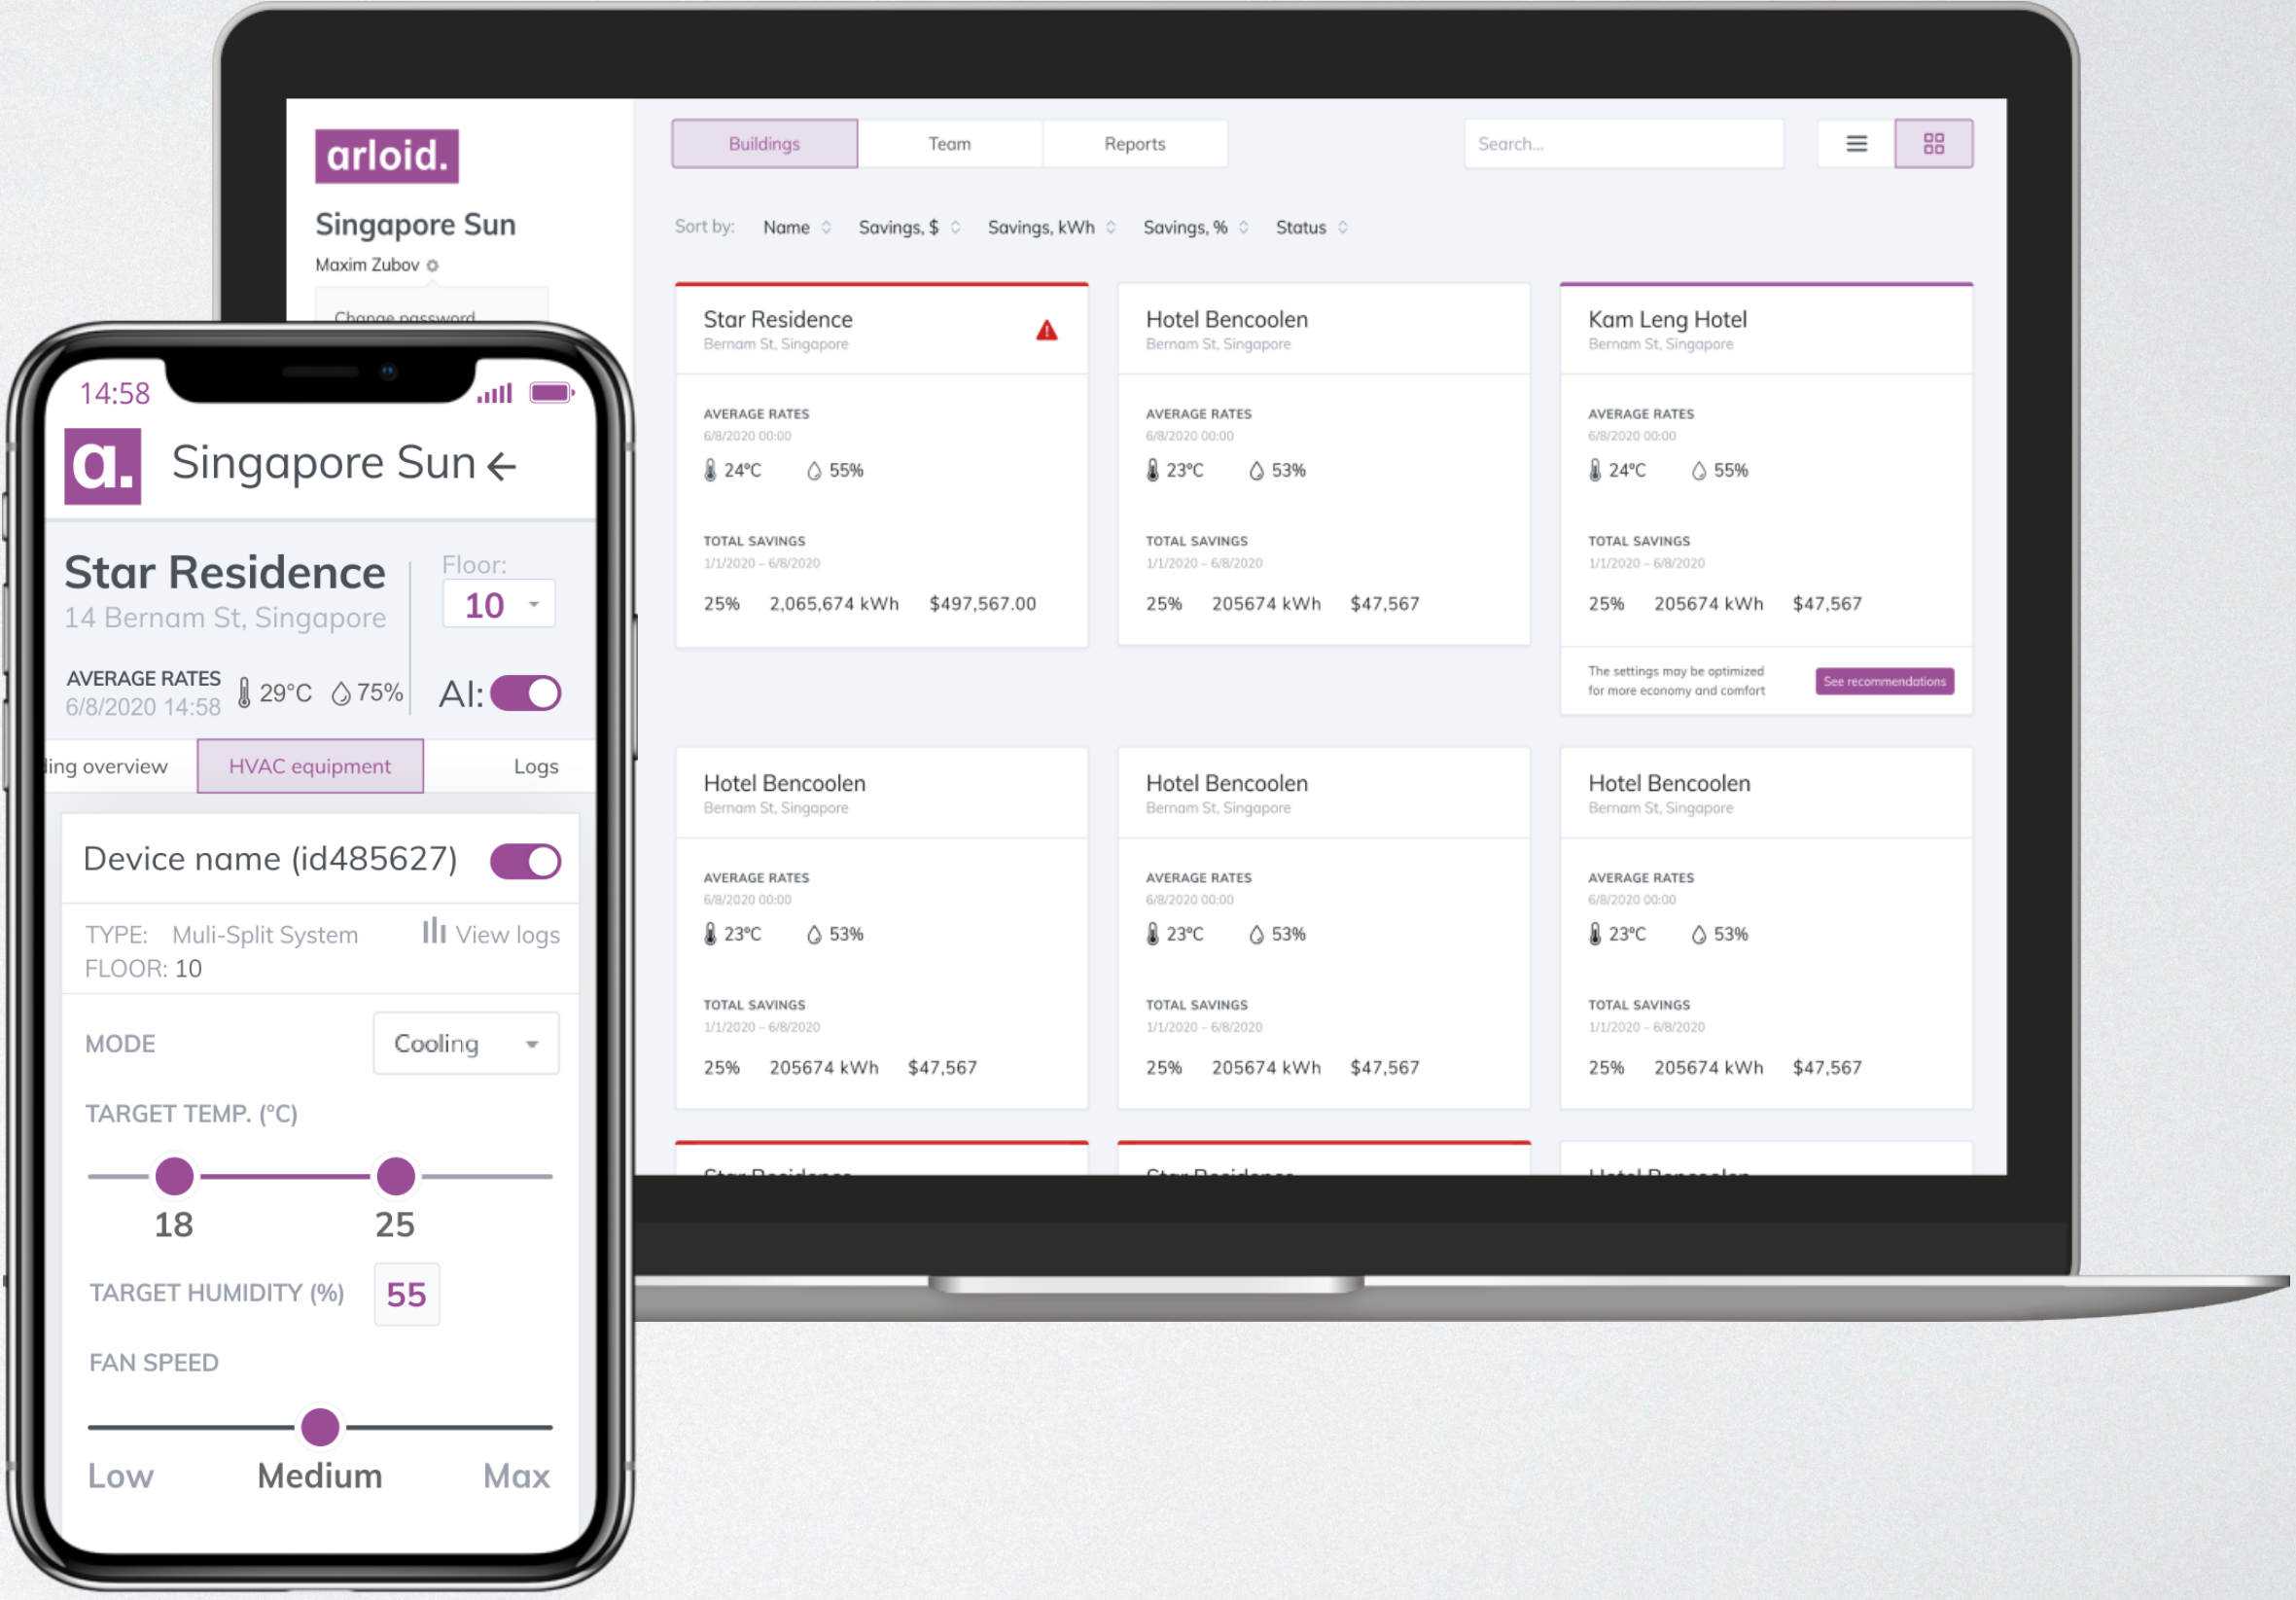 arloid.
Singapore Sun
Maxim Zubov
Change password
Buildings
Team
Reports
Search...
Sort by: Name Savings, $ Savings, kWh Savings, % Status
Star Residence
Bernam St, Singapore
AVERAGE RATES
6/8/2020 00:00
24°C 55%
TOTAL SAVINGS
1/1/2020 – 6/8/2020
25% 2,065,674 kWh $497,567.00
Hotel Bencoolen
Bernam St, Singapore
AVERAGE RATES
6/8/2020 00:00
23°C 53%
TOTAL SAVINGS
1/1/2020 – 6/8/2020
25% 205674 kWh $47,567
Kam Leng Hotel
Bernam St, Singapore
AVERAGE RATES
6/8/2020 00:00
24°C 55%
TOTAL SAVINGS
1/1/2020 – 6/8/2020
25% 205674 kWh $47,567
The settings may be optimized
for more economy and comfort
See recommendations
Hotel Bencoolen
Bernam St, Singapore
AVERAGE RATES
6/8/2020 00:00
23°C 53%
TOTAL SAVINGS
1/1/2020 – 6/8/2020
25% 205674 kWh $47,567
Hotel Bencoolen
Bernam St, Singapore
AVERAGE RATES
6/8/2020 00:00
23°C 53%
TOTAL SAVINGS
1/1/2020 – 6/8/2020
25% 205674 kWh $47,567
Hotel Bencoolen
Bernam St, Singapore
AVERAGE RATES
6/8/2020 00:00
23°C 53%
TOTAL SAVINGS
1/1/2020 – 6/8/2020
25% 205674 kWh $47,567
Star Residence
Star Residence
Hotel Bencoolen
14:58
a. Singapore Sun
Star Residence
14 Bernam St, Singapore
Floor:
10
AVERAGE RATES
6/8/2020 14:58
29°C 75%
AI:
ing overview
HVAC equipment
Logs
Device name (id485627)
TYPE: Muli-Split System
View logs
FLOOR: 10
MODE
Cooling
TARGET TEMP. (°C)
18 25
TARGET HUMIDITY (%) 55
FAN SPEED
Low Medium Max